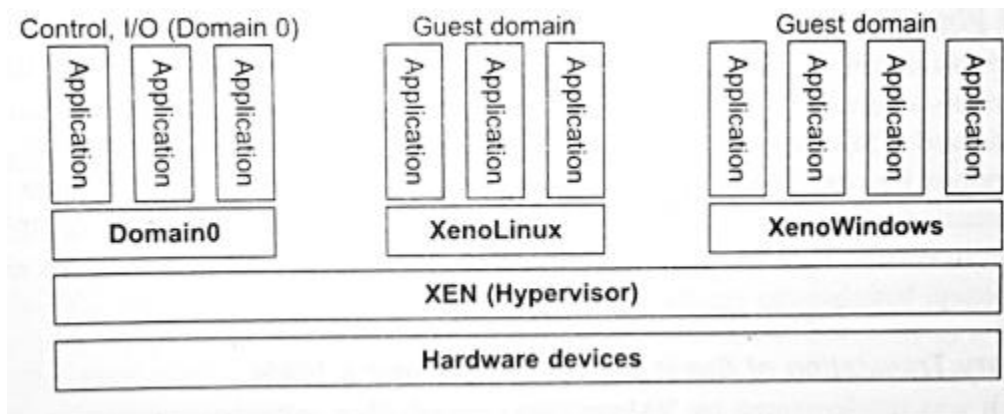 Control, I/O (Domain 0) Guest domain Guest domain
Application Application Application Application Application Application Application Application Application Application
Domain0 XenoLinux XenoWindows
XEN (Hypervisor)
Hardware devices